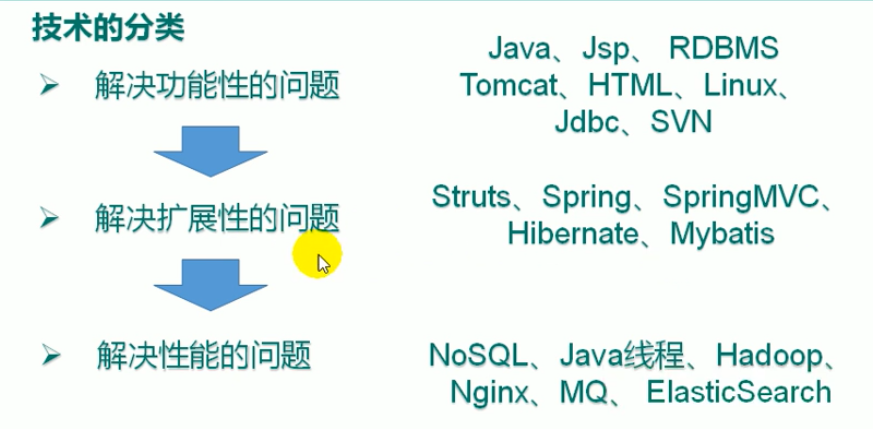 技术的分类
解决功能性的问题
Java、Jsp、 RDBMS
Tomcat、HTML、Linux、
Jdbc、SVN
解决扩展性的问题
Struts、Spring、SpringMVC、
Hibernate、Mybatis
解决性能的问题
NoSQL、Java线程、Hadoop、
Nginx、MQ、 ElasticSearch